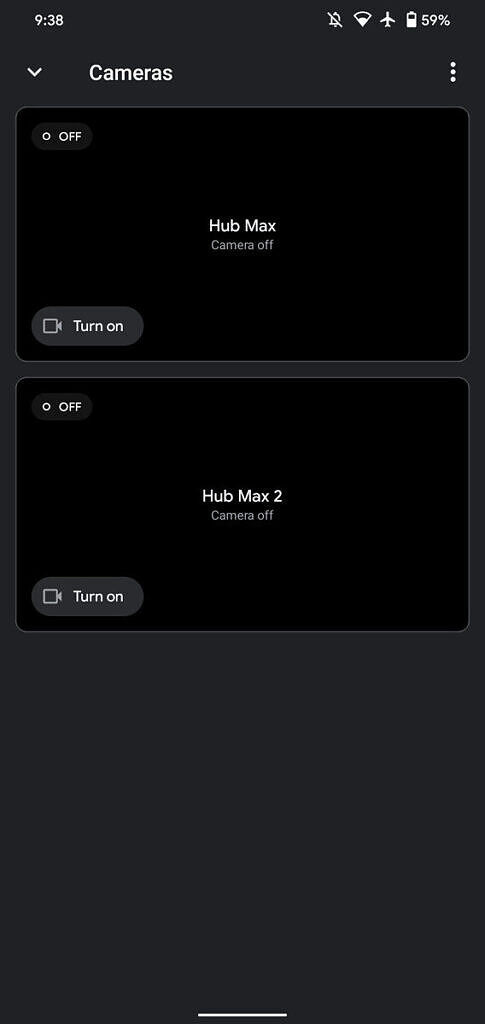 9:38 59%
Cameras
OFF
Hub Max
Camera off
Turn on
OFF
Hub Max 2
Camera off
Turn on